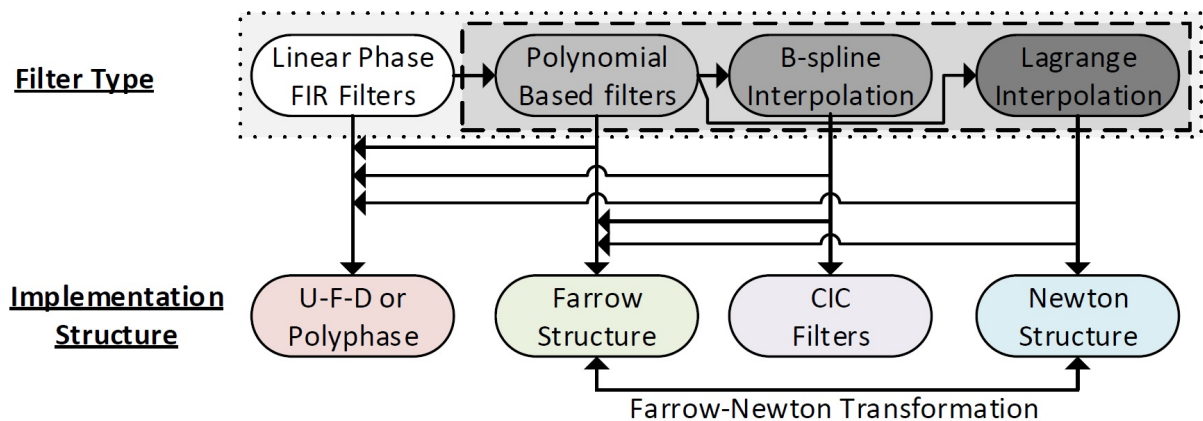 Filter Type
Linear Phase
FIR Filters
Polynomial
Based filters
B-spline
Interpolation
Lagrange
Interpolation
Implementation
Structure
U-F-D or
Polyphase
Farrow
Structure
CIC
Filters
Newton
Structure
Farrow-Newton Transformation